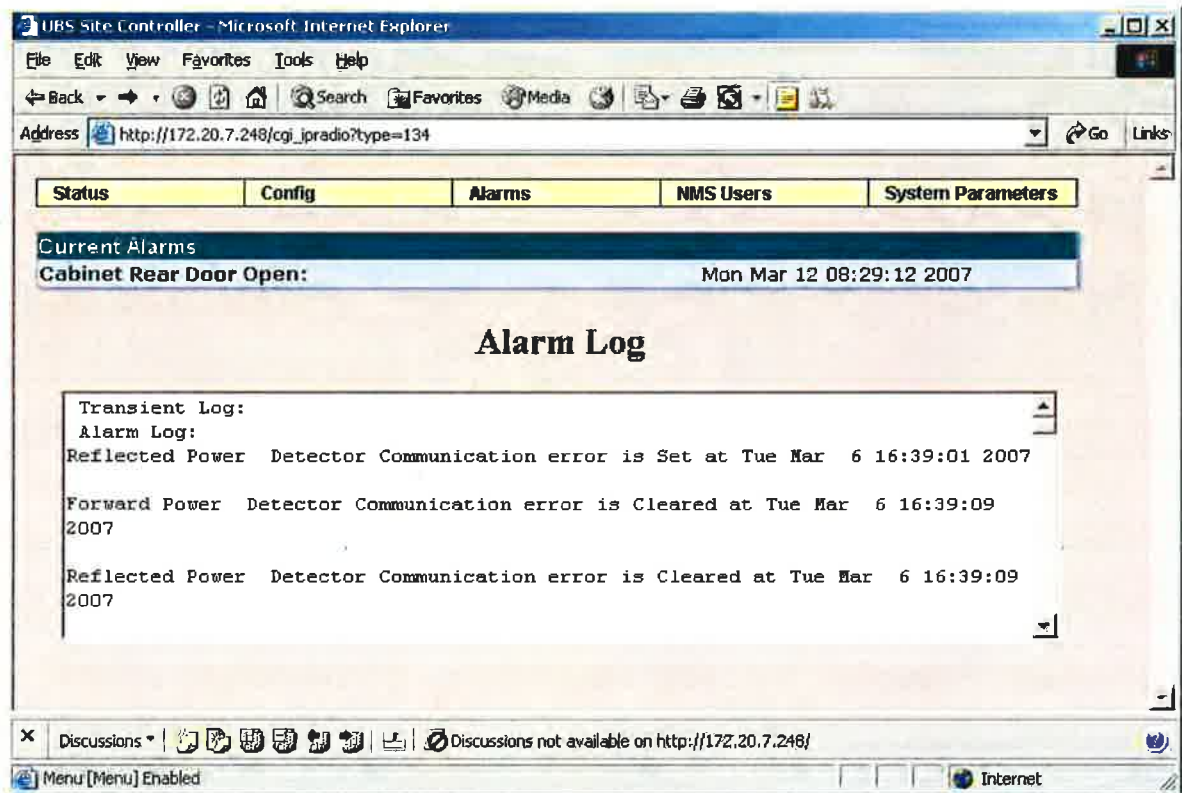 UBS Site Controller - Microsoft Internet Explorer
File Edit View Favorites Tools Help
Back Search Favorites Media
Address http://172.20.7.248/cgi_ipradio?type=134 Go Links
Status Config Alarms NMS Users System Parameters
Current Alarms
Cabinet Rear Door Open: Mon Mar 12 08:29:12 2007
Alarm Log
Transient Log:
Alarm Log:
Reflected Power Detector Communication error is Set at Tue Mar 6 16:39:01 2007
Forward Power Detector Communication error is Cleared at Tue Mar 6 16:39:09
2007
Reflected Power Detector Communication error is Cleared at Tue Mar 6 16:39:09
2007
Discussions Discussions not available on http://172.20.7.248/
Menu [Menu] Enabled Internet